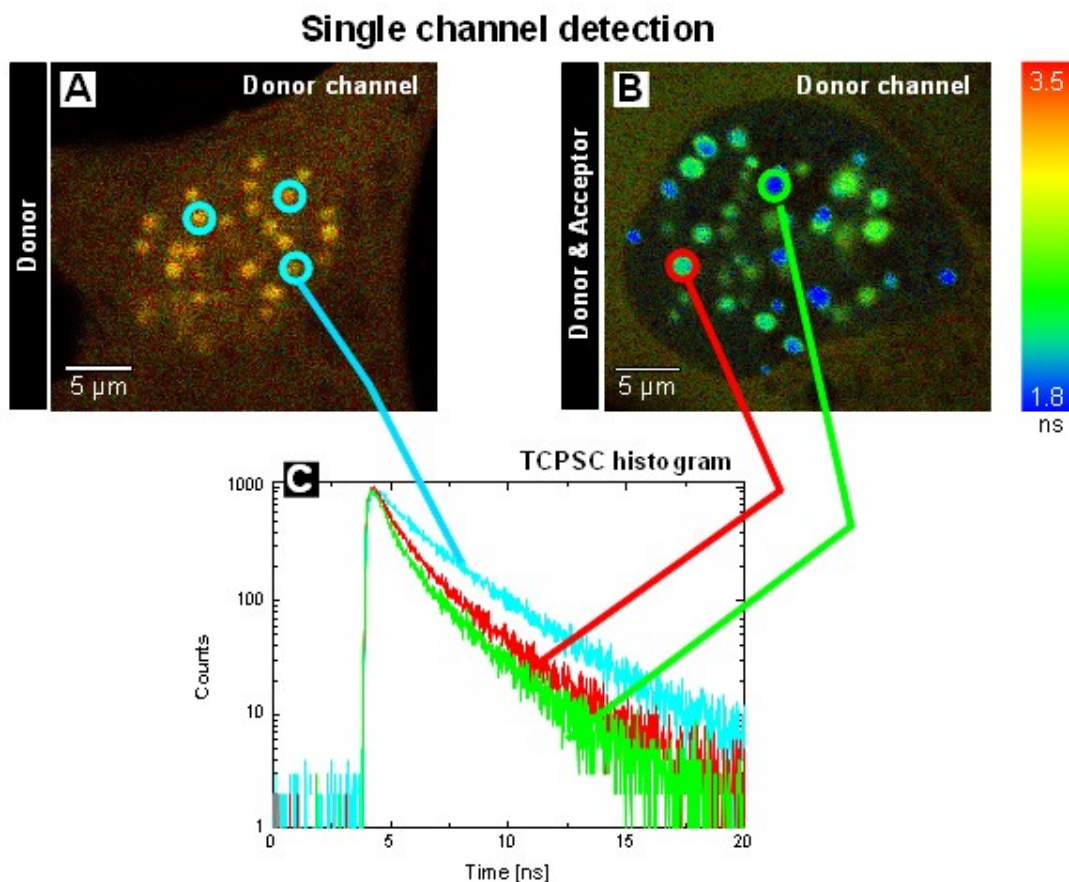 Single channel detection
A
Donor channel
Donor
5 µm
B
Donor channel
Donor & Acceptor
5 µm
3.5
1.8
ns
C
TCPSC histogram
1000
100
10
1
Counts
0
5
10
15
20
Time [ns]